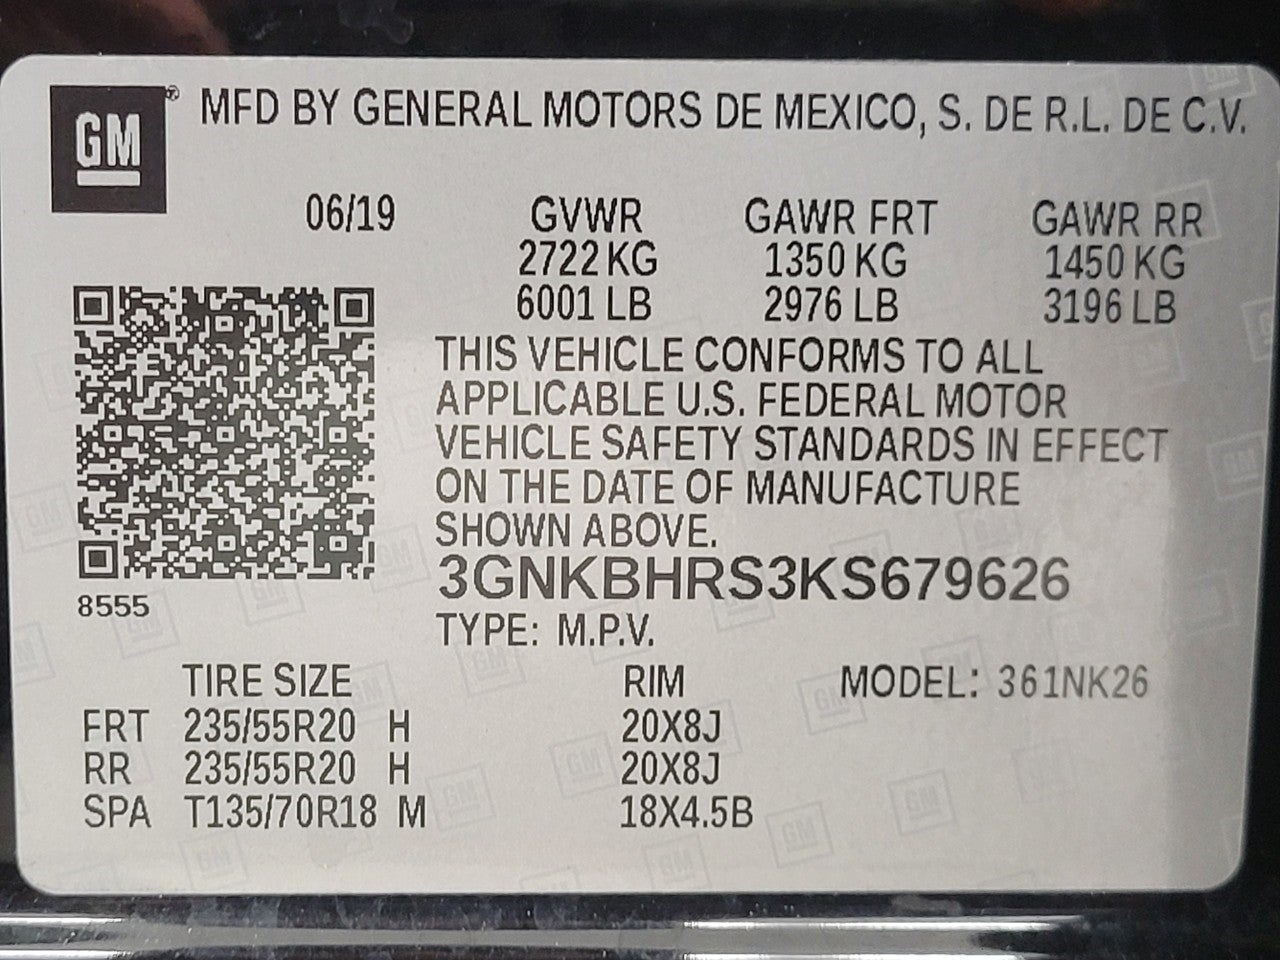 GM ® MFD BY GENERAL MOTORS DE MEXICO, S. DE R.L. DE C.V.
06/19 GVWR GAWR FRT GAWR RR
2722 KG 1350 KG 1450 KG
6001 LB 2976 LB 3196 LB
THIS VEHICLE CONFORMS TO ALL
APPLICABLE U.S. FEDERAL MOTOR
VEHICLE SAFETY STANDARDS IN EFFECT
ON THE DATE OF MANUFACTURE
SHOWN ABOVE.
3GNKBHRS3KS679626
8555
TYPE: M.P.V.
TIRE SIZE RIM MODEL: 361NK26
FRT 235/55R20 H 20X8J
RR 235/55R20 H 20X8J
SPA T135/70R18 M 18X4.5B